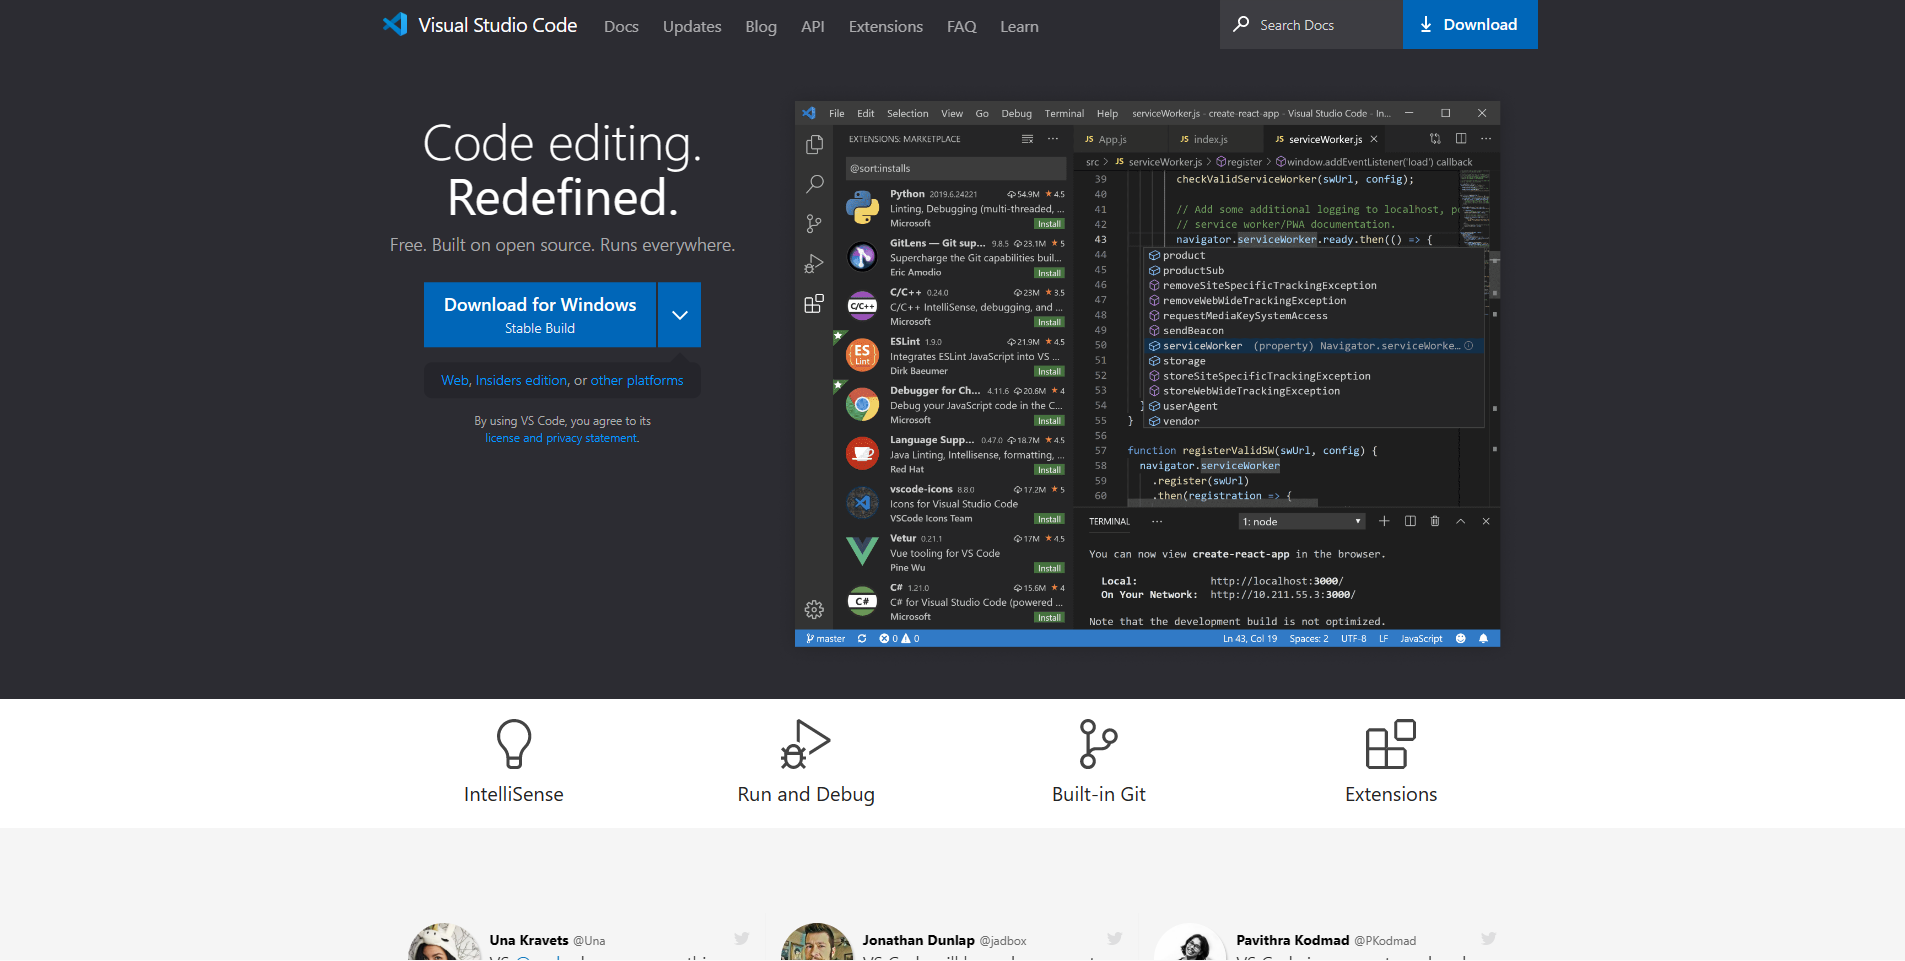 Visual Studio Code
Docs
Updates
Blog
API
Extensions
FAQ
Learn
Search Docs
Download
Code editing.
Redefined.
Free. Built on open source. Runs everywhere.
Download for Windows
Stable Build
Web, Insiders edition, or other platforms
By using VS Code, you agree to its
license and privacy statement.
File Edit Selection View Go Debug Terminal Help serviceWorker.js - create-react-app - Visual Studio Code - In...
EXTENSIONS: MARKETPLACE
@sort:installs
Python 2019.6.24221 54.9M 4.5
Linting, Debugging (multi-threaded, ...
Microsoft Install
GitLens — Git sup... 9.8.5 23.1M 5
Supercharge the Git capabilities buil...
Eric Amodio Install
C/C++
C/C++ 0.24.0 23M 3.5
C/C++ IntelliSense, debugging, and ...
Microsoft Install
ES
Lint
ESLint 1.9.0 21.9M 4.5
Integrates ESLint JavaScript into VS ...
Dirk Baeumer Install
Debugger for Ch... 4.11.6 20.6M 4
Debug your JavaScript code in the C...
Microsoft Install
Language Supp... 0.47.0 18.7M 4.5
Java Linting, Intellisense, formatting, ...
Red Hat Install
vscode-icons 8.8.0 17.2M 5
Icons for Visual Studio Code
VSCode Icons Team Install
Vetur 0.21.1 17M 4.5
Vue tooling for VS Code
Pine Wu Install
C#
C# 1.21.0 15.6M 4
C# for Visual Studio Code (powered ...
Microsoft Install
JS App.js JS index.js JS serviceWorker.js
src > JS serviceWorker.js > register > window.addEventListener('load') callback
39 checkValidServiceWorker(swUrl, config);
40
41 // Add some additional logging to localhost, p
42 // service worker/PWA documentation.
43 navigator.serviceWorker.ready.then(() => {
44 product
45 productSub
46 removeSiteSpecificTrackingException
47 removeWebWideTrackingException
48 requestMediaKeySystemAccess
49 sendBeacon
50 serviceWorker (property) Navigator.serviceWorke...
51 storage
52 storeSiteSpecificTrackingException
53 storeWebWideTrackingException
54 } userAgent
55 } vendor
56
57 function registerValidSW(swUrl, config) {
58 navigator.serviceWorker
59 .register(swUrl)
60 .then(registration => {
TERMINAL ... 1: node
You can now view create-react-app in the browser.
Local: http://localhost:3000/
On Your Network: http://10.211.55.3:3000/
Note that the development build is not optimized.
master 0 0 Ln 43, Col 19 Spaces: 2 UTF-8 LF JavaScript
IntelliSense
Run and Debug
Built-in Git
Extensions
Una Kravets @Una
Jonathan Dunlap @jadbox
Pavithra Kodmad @PKodmad